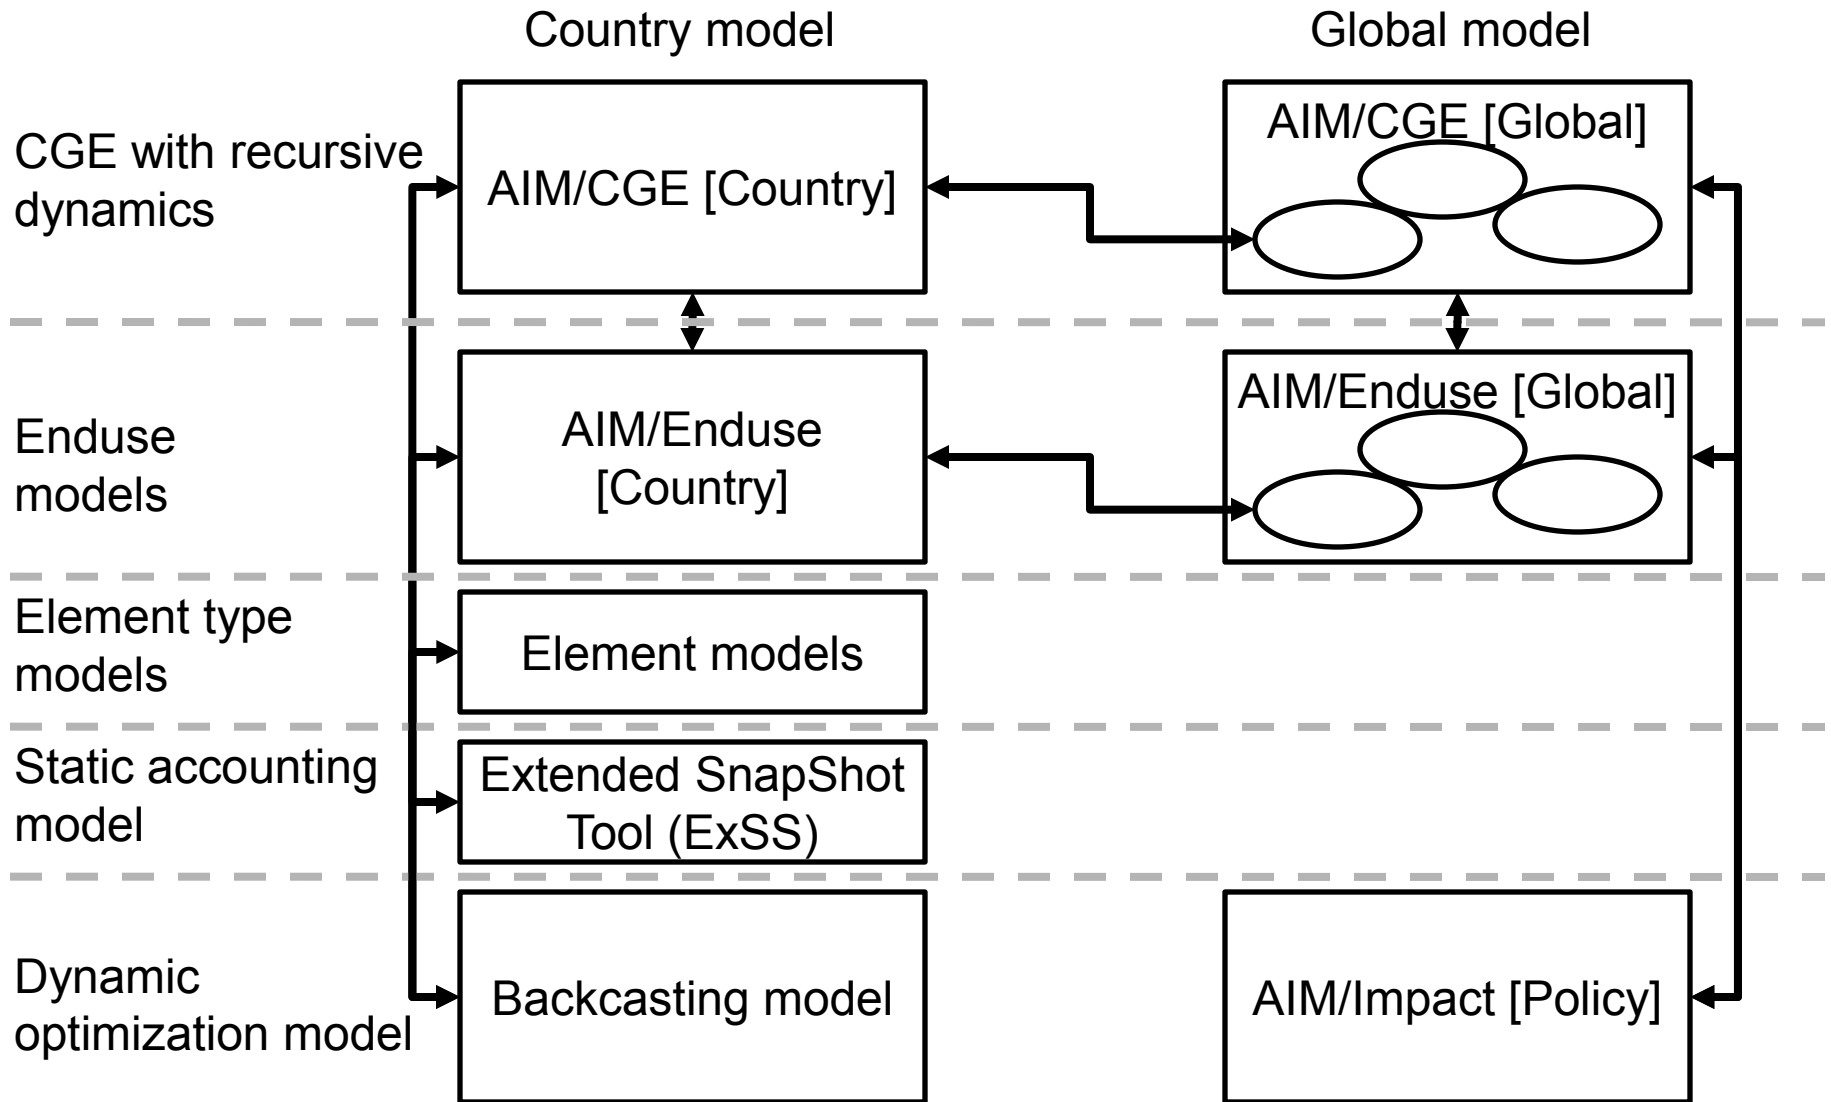 Country model
Global model
CGE with recursive
dynamics
AIM/CGE [Country]
AIM/CGE [Global]
Enduse
models
AIM/Enduse
[Country]
AIM/Enduse [Global]
Element type
models
Element models
Static accounting
model
Extended SnapShot
Tool (ExSS)
Dynamic
optimization model
Backcasting model
AIM/Impact [Policy]